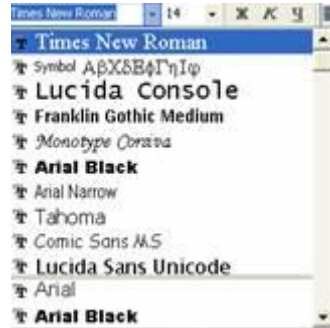 Times New Roman 14 Ж К Ч
Times New Roman
Symbol ΑβΧδΕφΓηΙφ
Lucida Console
Franklin Gothic Medium
Monotype Corsiva
Arial Black
Arial Narrow
Tahoma
Comic Sans MS
Lucida Sans Unicode
Arial
Arial Black